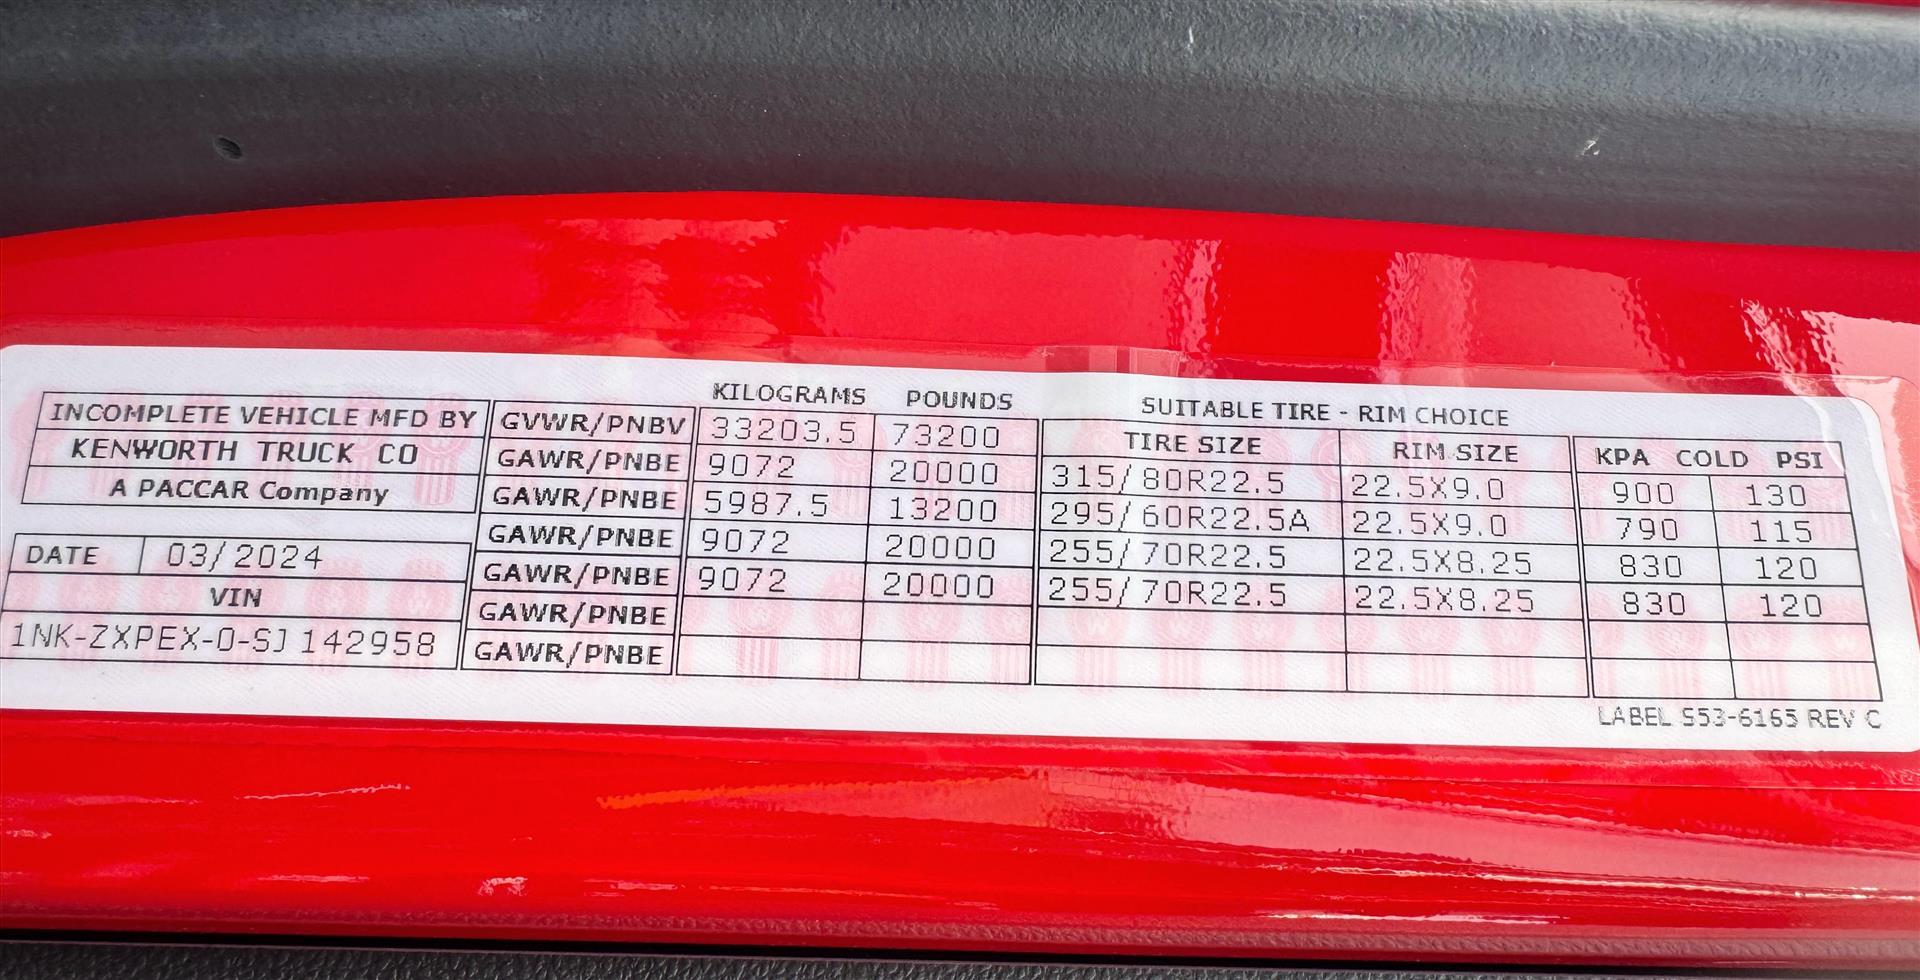 INCOMPLETE VEHICLE MFD BY
KENWORTH TRUCK CO
A PACCAR Company
DATE 03/2024
VIN
1NK-ZXPEX-0-SJ 142958
KILOGRAMS POUNDS
GVWR/PNBV 33203.5 73200
GAWR/PNBE 9072 20000
GAWR/PNBE 5987.5 13200
GAWR/PNBE 9072 20000
GAWR/PNBE 9072 20000
GAWR/PNBE
GAWR/PNBE
SUITABLE TIRE - RIM CHOICE
TIRE SIZE RIM SIZE KPA COLD PSI
315/80R22.5 22.5X9.0 900 130
295/60R22.5A 22.5X9.0 790 115
255/70R22.5 22.5X8.25 830 120
255/70R22.5 22.5X8.25 830 120
LABEL S53-6165 REV C